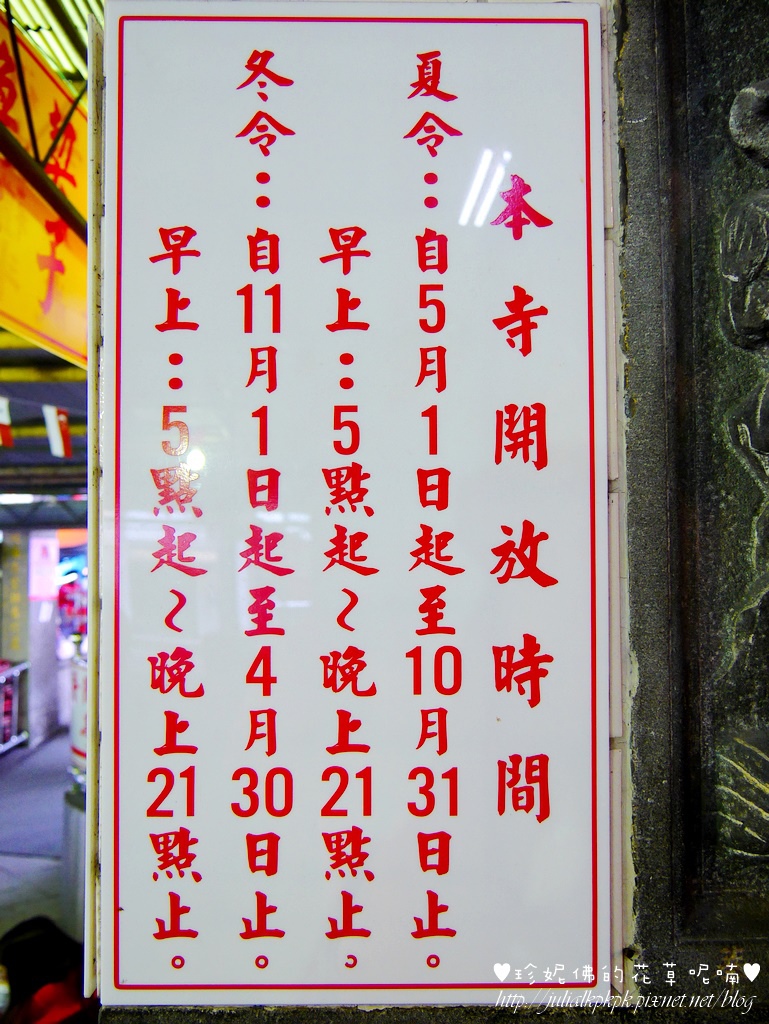 本寺開放時間
夏令：自5月1日起至10月31日止。
早上：5點起～晚上21點止。
冬令：自11月1日起至4月30日止。
早上：5點起～晚上21點止。
♥珍妮佛的花草呢喃♥
http://julialkpkpk.pixnet.net/blog